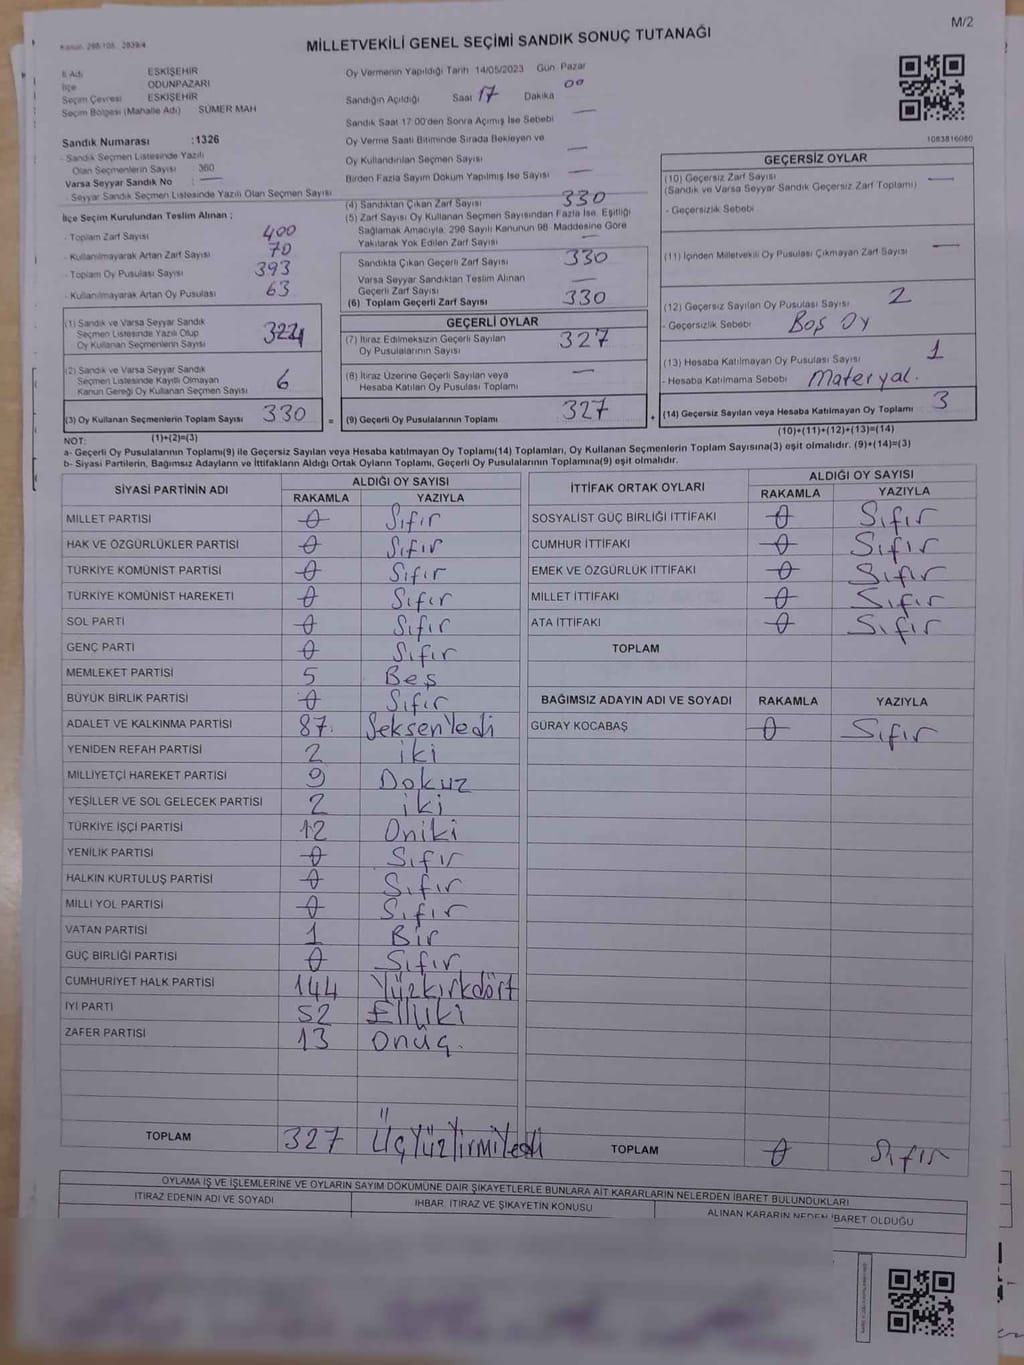 M/2
Kanun: 298/105, 2839/4
MİLLETVEKİLİ GENEL SEÇİMİ SANDIK SONUÇ TUTANAĞI
İl Adı ESKİŞEHİR
İlçe ODUNPAZARI
Seçim Çevresi ESKİŞEHİR
Seçim Bölgesi (Mahalle Adı) SÜMER MAH
Sandık Numarası :1326
- Sandık Seçmen Listesinde Yazılı
Olan Seçmenlerin Sayısı : 360
Varsa Seyyar Sandık No : —
- Seyyar Sandık Seçmen Listesinde Yazılı Olan Seçmen Sayısı
İlçe Seçim Kurulundan Teslim Alınan ;
- Toplam Zarf Sayısı 400
- Kullanılmayarak Artan Zarf Sayısı 70
- Toplam Oy Pusulası Sayısı 393
- Kullanılmayarak Artan Oy Pusulası 63
(1) Sandık ve Varsa Seyyar Sandık
Seçmen Listesinde Yazılı Olup
Oy Kullanan Seçmenlerin Sayısı 324
(2) Sandık ve Varsa Seyyar Sandık
Seçmen Listesinde Kayıtlı Olmayan
Kanun Gereği Oy Kullanan Seçmen Sayısı 6
(3) Oy Kullanan Seçmenlerin Toplam Sayısı 330 =
(1)+(2)=(3)
Oy Vermenin Yapıldığı Tarih 14/05/2023 Gün Pazar
Sandığın Açıldığı Saat 17 Dakika 00
Sandık Saat 17:00'den Sonra Açımış İse Sebebi —
Oy Verme Saati Bitiminde Sırada Bekleyen ve
Oy Kullandırılan Seçmen Sayısı —
Birden Fazla Sayım Döküm Yapılmış İse Sayısı —
(4) Sandıktan Çıkan Zarf Sayısı 330
(5) Zarf Sayısı Oy Kullanan Seçmen Sayısından Fazla İse, Eşitliği
Sağlamak Amacıyla; 298 Sayılı Kanunun 98. Maddesine Göre
Yakılarak Yok Edilen Zarf Sayısı —
Sandıkta Çıkan Geçerli Zarf Sayısı 330
Varsa Seyyar Sandıktan Teslim Alınan
Geçerli Zarf Sayısı —
(6) Toplam Geçerli Zarf Sayısı 330
GEÇERLİ OYLAR
(7) İtiraz Edilmeksizin Geçerli Sayılan
Oy Pusulalarının Sayısı 327
(8) İtiraz Üzerine Geçerli Sayılan veya
Hesaba Katılan Oy Pusulası Toplamı —
(9) Geçerli Oy Pusulalarının Toplamı 327 +
1083816080
GEÇERSİZ OYLAR
(10) Geçersiz Zarf Sayısı —
(Sandık ve Varsa Seyyar Sandık Geçersiz Zarf Toplamı)
- Geçersizlik Sebebi
(11) İçinden Milletvekili Oy Pusulası Çıkmayan Zarf Sayısı —
(12) Geçersiz Sayılan Oy Pusulası Sayısı 2
- Geçersizlik Sebebi Boş Oy
(13) Hesaba Katılmayan Oy Pusulası Sayısı 1
- Hesaba Katılmama Sebebi Materyal.
(14) Geçersiz Sayılan veya Hesaba Katılmayan Oy Toplamı 3
(10)+(11)+(12)+(13)=(14)
NOT:
a- Geçerli Oy Pusulalarının Toplamı(9) ile Geçersiz Sayılan veya Hesaba katılmayan Oy Toplamı(14) Toplamları, Oy Kullanan Seçmenlerin Toplam Sayısına(3) eşit olmalıdır. (9)+(14)=(3)
b- Siyasi Partilerin, Bağımsız Adayların ve İttifakların Aldığı Ortak Oyların Toplamı, Geçerli Oy Pusulalarının Toplamına(9) eşit olmalıdır.
SİYASİ PARTİNİN ADI ALDIĞI OY SAYISI
RAKAMLA YAZIYLA
MİLLET PARTİSİ 0 Sıfır
HAK VE ÖZGÜRLÜKLER PARTİSİ 0 Sıfır
TÜRKİYE KOMÜNİST PARTİSİ 0 Sıfır
TÜRKİYE KOMÜNİST HAREKETİ 0 Sıfır
SOL PARTİ 0 Sıfır
GENÇ PARTİ 0 Sıfır
MEMLEKET PARTİSİ 5 Beş
BÜYÜK BİRLİK PARTİSİ 0 Sıfır
ADALET VE KALKINMA PARTİSİ 87. SeksenYedi
YENİDEN REFAH PARTİSİ 2 iki
MİLLİYETÇİ HAREKET PARTİSİ 9 Dokuz
YEŞİLLER VE SOL GELECEK PARTİSİ 2 iki
TÜRKİYE İŞÇİ PARTİSİ 12 Oniki
YENİLİK PARTİSİ 0 Sıfır
HALKIN KURTULUŞ PARTİSİ 0 Sıfır
MİLLİ YOL PARTİSİ 0 Sıfır
VATAN PARTİSİ 1 Bir
GÜÇ BİRLİĞİ PARTİSİ 0 Sıfır
CUMHURİYET HALK PARTİSİ 144 Yüzkırkdört
İYİ PARTİ 52 Elliiki
ZAFER PARTİSİ 13 Onüç.
TOPLAM 327 ÜçYüzYirmiYedi
İTTİFAK ORTAK OYLARI ALDIĞI OY SAYISI
RAKAMLA YAZIYLA
SOSYALİST GÜÇ BİRLİĞİ İTTİFAKI 0 Sıfır
CUMHUR İTTİFAKI 0 Sıfır
EMEK VE ÖZGÜRLÜK İTTİFAKI 0 Sıfır
MİLLET İTTİFAKI 0 Sıfır
ATA İTTİFAKI 0 Sıfır
TOPLAM
BAĞIMSIZ ADAYIN ADI VE SOYADI RAKAMLA YAZIYLA
GÜRAY KOCABAŞ 0 Sıfır
TOPLAM 0 Sıfır
OYLAMA İŞ VE İŞLEMLERİNE VE OYLARIN SAYIM DÖKÜMÜNE DAİR ŞİKAYETLERLE BUNLARA AİT KARARLARIN NELERDEN İBARET BULUNDUKLARI
İTİRAZ EDENİN ADI VE SOYADI İHBAR, İTİRAZ VE ŞİKAYETİN KONUSU ALINAN KARARIN NEDEN İBARET OLDUĞU